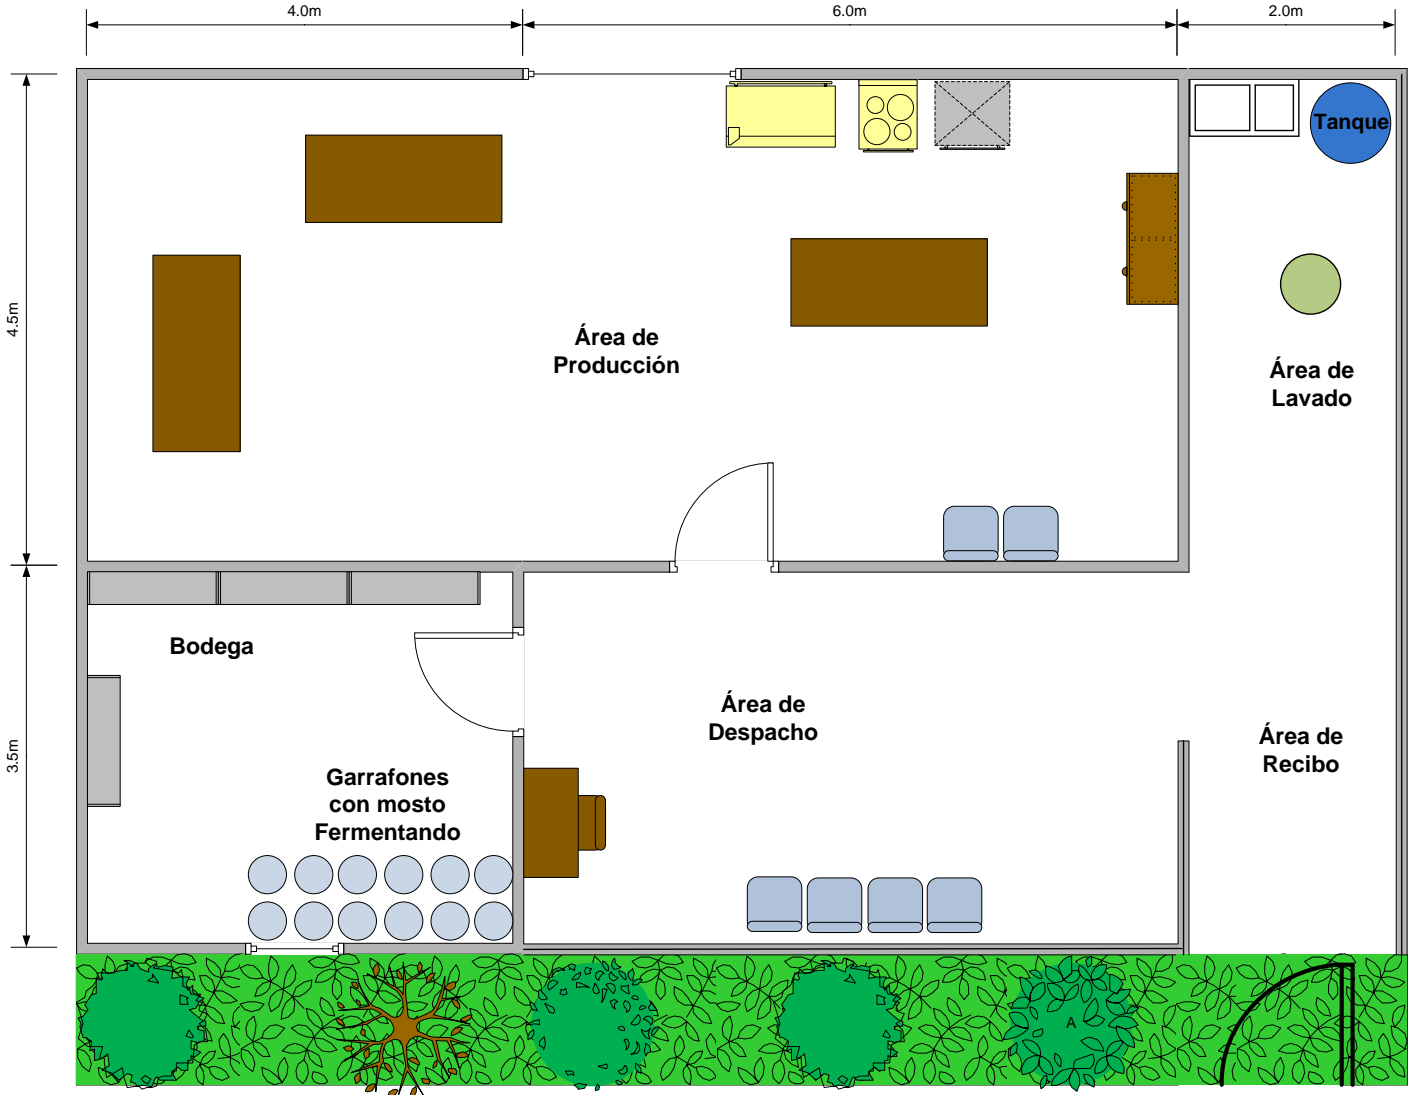 4.0m
6.0m
2.0m
4.5m
3.5m
Tanque
Área de
Producción
Área de
Lavado
Bodega
Área de
Despacho
Área de
Recibo
Garrafones
con mosto
Fermentando
A